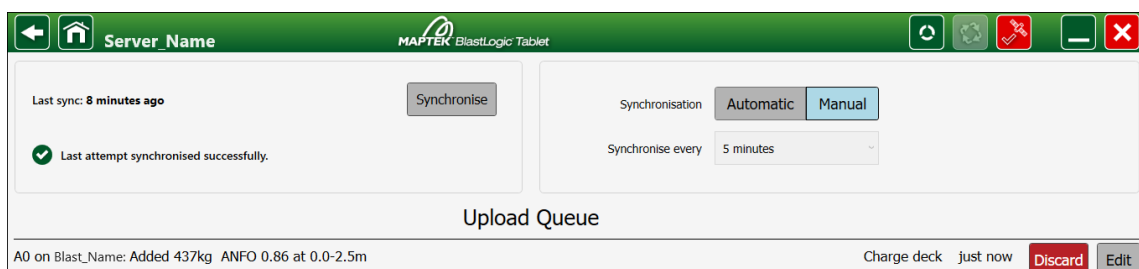 Server_Name
MAPTEK BlastLogic Tablet
Last sync: 8 minutes ago
Synchronise
Last attempt synchronised successfully.
Synchronisation Automatic Manual
Synchronise every 5 minutes
Upload Queue
A0 on Blast_Name: Added 437kg ANFO 0.86 at 0.0-2.5m Charge deck just now Discard Edit